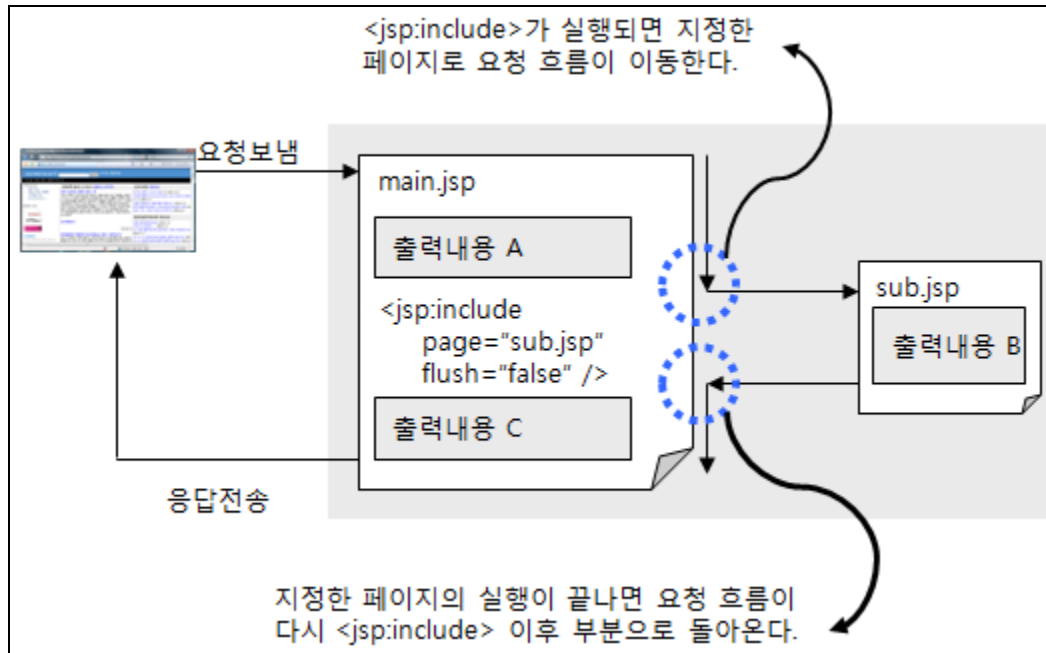 <jsp:include>가 실행되면 지정한
페이지로 요청 흐름이 이동한다.
요청보냄
main.jsp
출력내용 A
<jsp:include
page="sub.jsp"
flush="false" />
출력내용 C
sub.jsp
출력내용 B
응답전송
지정한 페이지의 실행이 끝나면 요청 흐름이
다시 <jsp:include> 이후 부분으로 돌아온다.